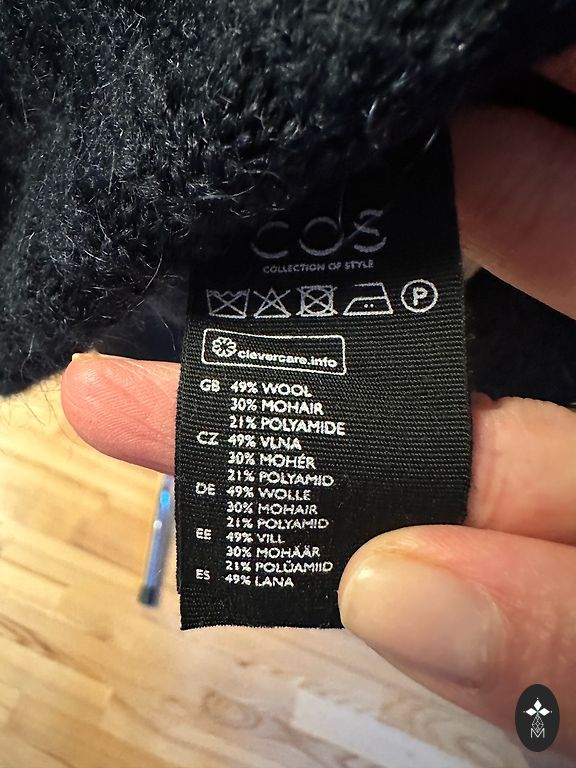 COS
COLLECTION OF STYLE
P
clevercare.info
GB 49% WOOL
30% MOHAIR
21% POLYAMIDE
CZ 49% VLNA
30% MOHÉR
21% POLYAMID
DE 49% WOLLE
30% MOHAIR
21% POLYAMID
EE 49% VILL
30% MOHÄÄR
21% POLÜAMIID
ES 49% LANA
M